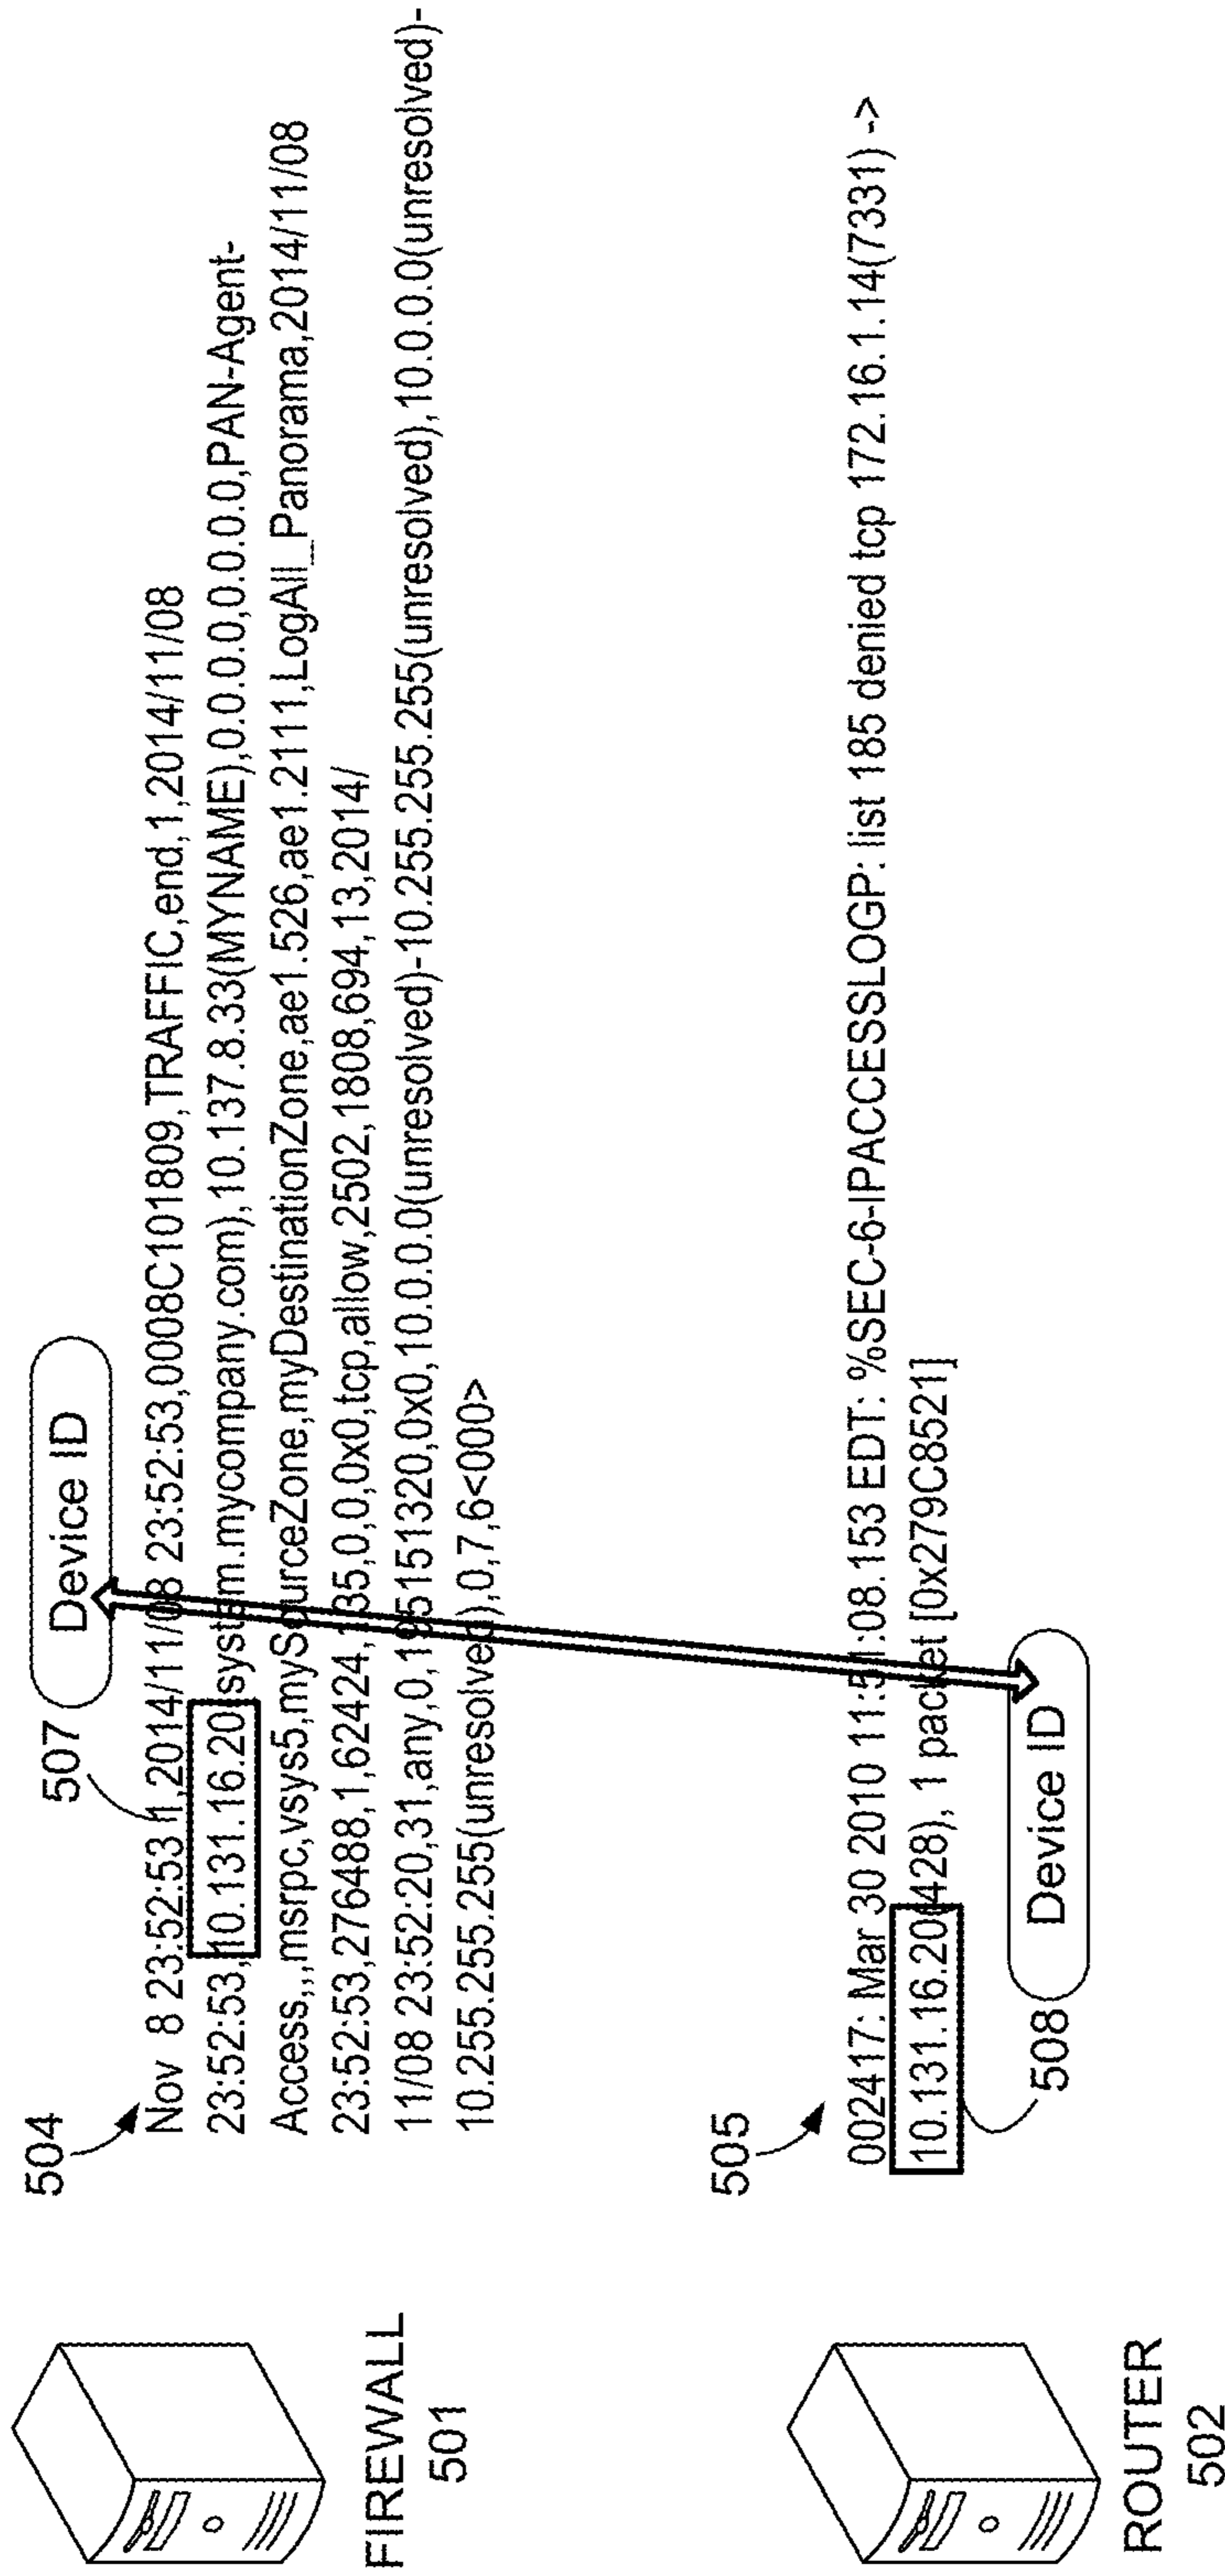 504
507
Device ID
Nov 8 23:52:53 1,2014/11/08 23:52:53,0008C101809,TRAFFIC,end,1,2014/11/08
23:52:53,10.131.16.20(system.mycompany.com),10.137.8.33(MYNAME),0.0.0.0,0.0.0.0,PAN-Agent-
Access,,,msrpc,vsys5,mySourceZone,myDestinationZone,ae1.526,ae1.2111,LogAll_Panorama,2014/11/08
23:52:53,276488,1,62424,135,0,0,0x0,tcp,allow,2502,1808,694,13,2014/
11/08 23:52:20,31,any,0,195151320,0x0,10.0.0.0(unresolved)-10.255.255.255(unresolved),10.0.0.0(unresolved)-
10.255.255.255(unresolved),0,7,6<000>
FIREWALL
501
505
002417: Mar 30 2010 11:51:08.153 EDT: %SEC-6-IPACCESSLOGP: list 185 denied tcp 172.16.1.14(7331) ->
10.131.16.20(428), 1 packet [0x279C8521]
508
Device ID
ROUTER
502